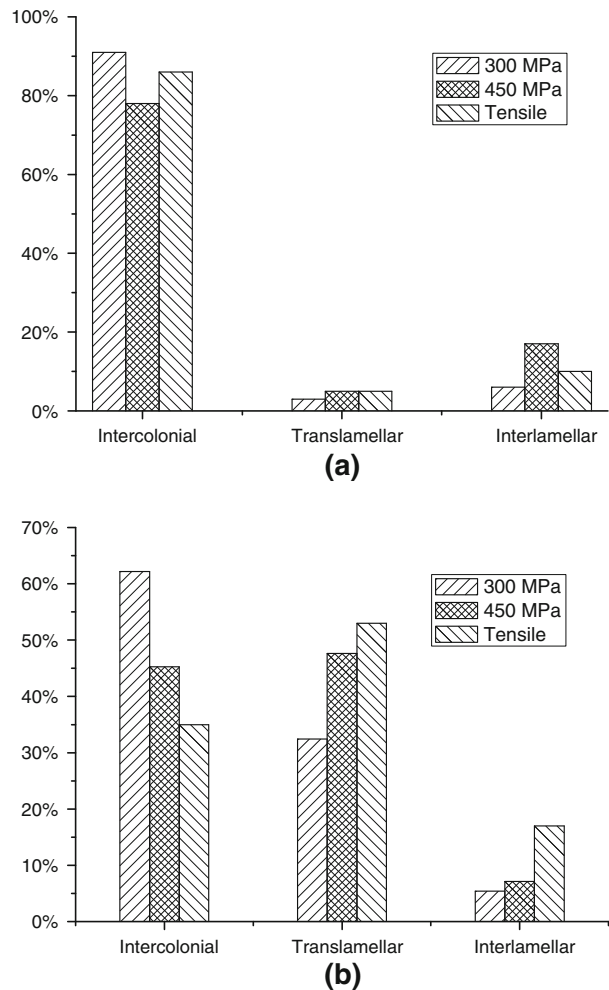 100%
80%
60%
40%
20%
0%
300 MPa
450 MPa
Tensile
Intercolonial Translamellar Interlamellar
(a)
70%
60%
50%
40%
30%
20%
10%
0%
300 MPa
450 MPa
Tensile
Intercolonial Translamellar Interlamellar
(b)